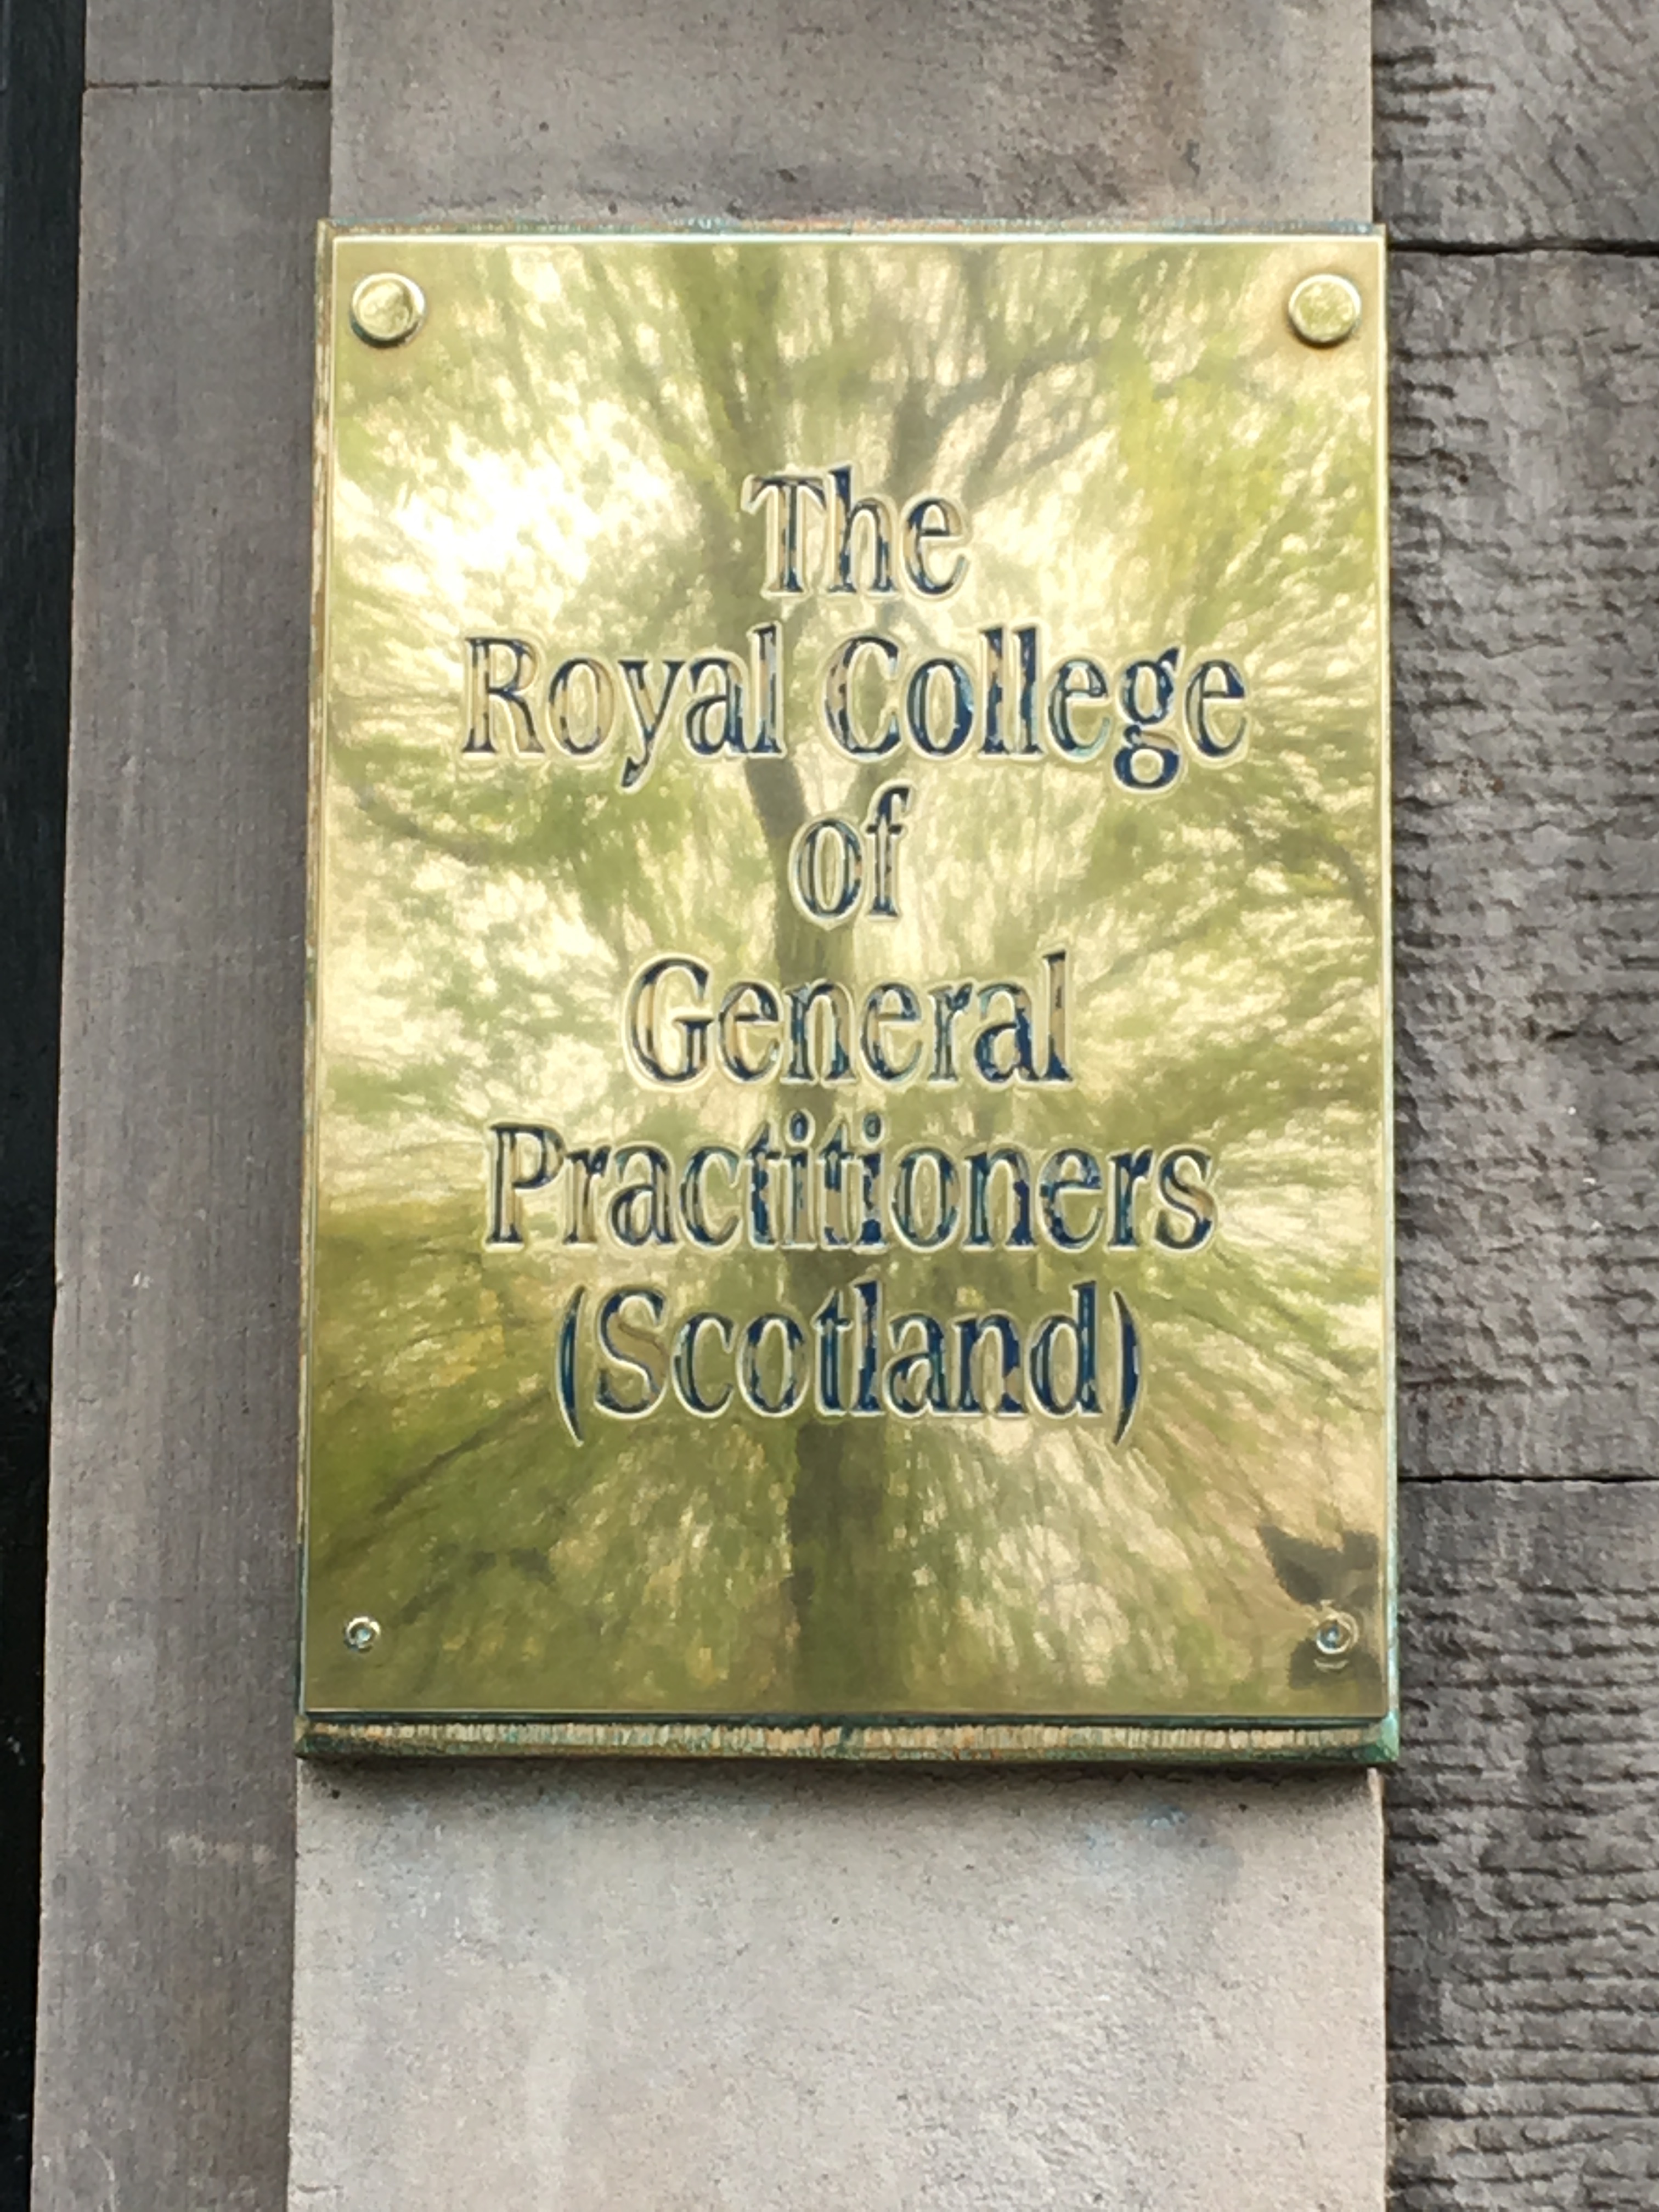 The
Royal College
of
General
Practitioners
(Scotland)